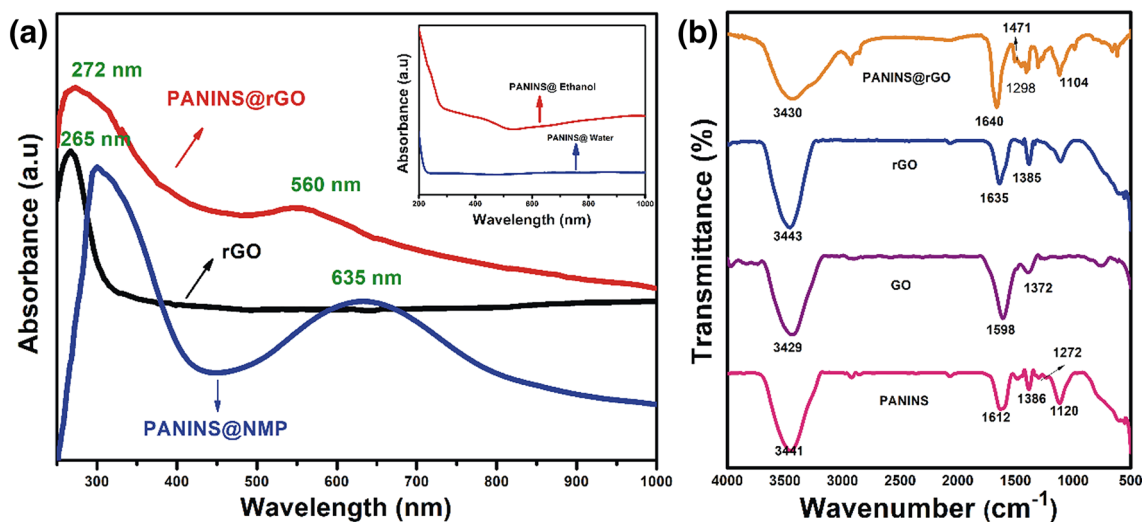 (a)
272 nm
265 nm
PANINS@rGO
560 nm
rGO
635 nm
PANINS@NMP
Absorbance (a.u)
300 400 500 600 700 800 900 1000
Wavelength (nm)
Absorbance (a.u)
PANINS@ Ethanol
PANINS@ Water
200 400 600 800 1000
Wavelength (nm)
(b)
1471
PANINS@rGO
1298
1104
3430
1640
rGO
1385
1635
3443
GO
1372
1598
3429
1272
PANINS
1386
1120
1612
3441
Transmittance (%)
4000 3500 3000 2500 2000 1500 1000 500
Wavenumber (cm⁻¹)